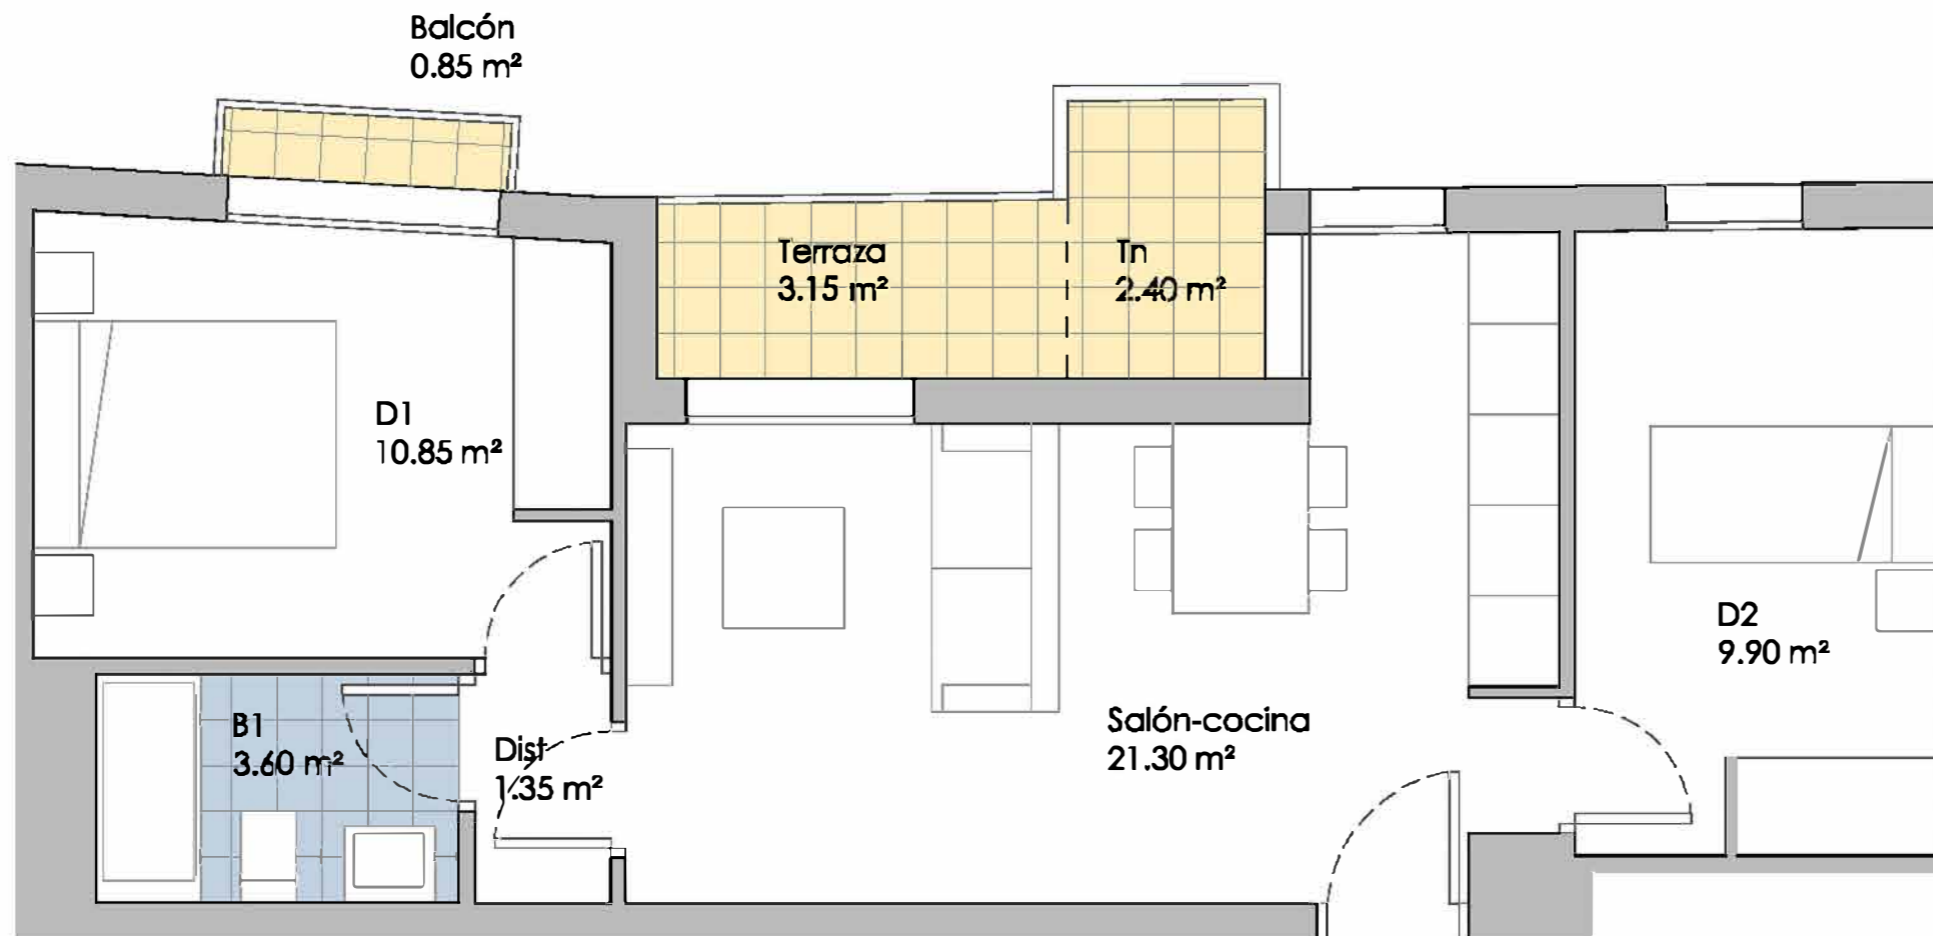 Balcón
0.85 m²
Terraza
3.15 m²
Tn
2.40 m²
D1
10.85 m²
D2
9.90 m²
B1
3.60 m²
Dist
1.35 m²
Salón-cocina
21.30 m²